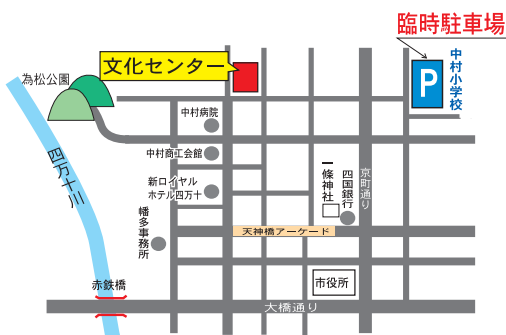 臨時駐車場
文化センター
中村小学校
P
為松公園
中村病院
中村商工会館
四万十川
新ロイヤル
ホテル四万十
一條神社
四国銀行
京町通り
幡多事務所
天神橋アーケード
赤鉄橋
市役所
大橋通り